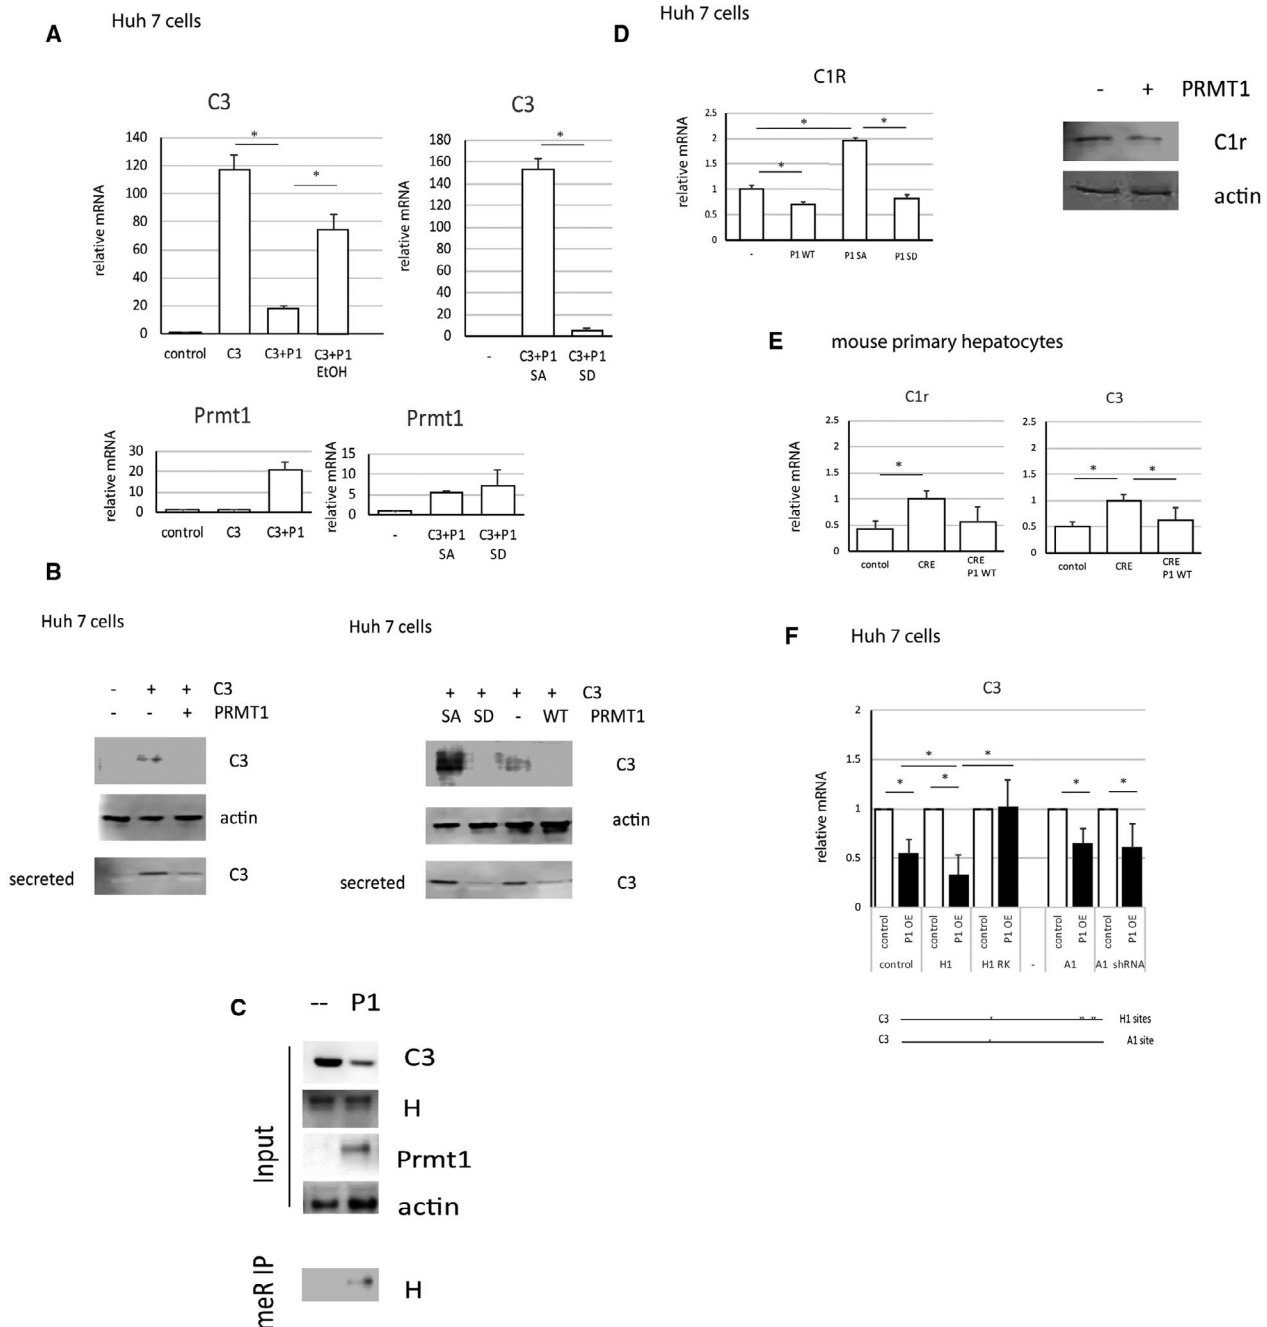 A
Huh 7 cells
C3
relative mRNA
140
120
100
80
60
40
20
0
*
*
control
C3
C3+P1
C3+P1
EtOH
C3
relative mRNA
180
160
140
120
100
80
60
40
20
0
*
-
C3+P1
SA
C3+P1
SD
Prmt1
relative mRNA
30
20
10
0
control
C3
C3+P1
Prmt1
relative mRNA
15
10
5
0
-
C3+P1
SA
C3+P1
SD
B
Huh 7 cells
- + + C3
- - + PRMT1
C3
actin
secreted
C3
Huh 7 cells
+ + + + C3
SA SD - WT PRMT1
C3
actin
secreted
C3
C
-- P1
Input
C3
H
Prmt1
actin
meR IP
H
D
Huh 7 cells
C1R
relative mRNA
2.5
2
1.5
1
0.5
0
*
*
*
-
P1 WT
P1 SA
P1 SD
- + PRMT1
C1r
actin
E
mouse primary hepatocytes
C1r
relative mRNA
2.5
2
1.5
1
0.5
0
*
contol
CRE
CRE
P1 WT
C3
2.5
2
1.5
1
0.5
0
*
*
contol
CRE
CRE
P1 WT
F
Huh 7 cells
C3
relative mRNA
2
1.5
1
0.5
0
*
*
*
*
*
*
control
P1 OE
control
P1 OE
control
P1 OE
control
P1 OE
control
P1 OE
control
H1
H1 RK
-
A1
A1 shRNA
C3
H1 sites
C3
A1 site